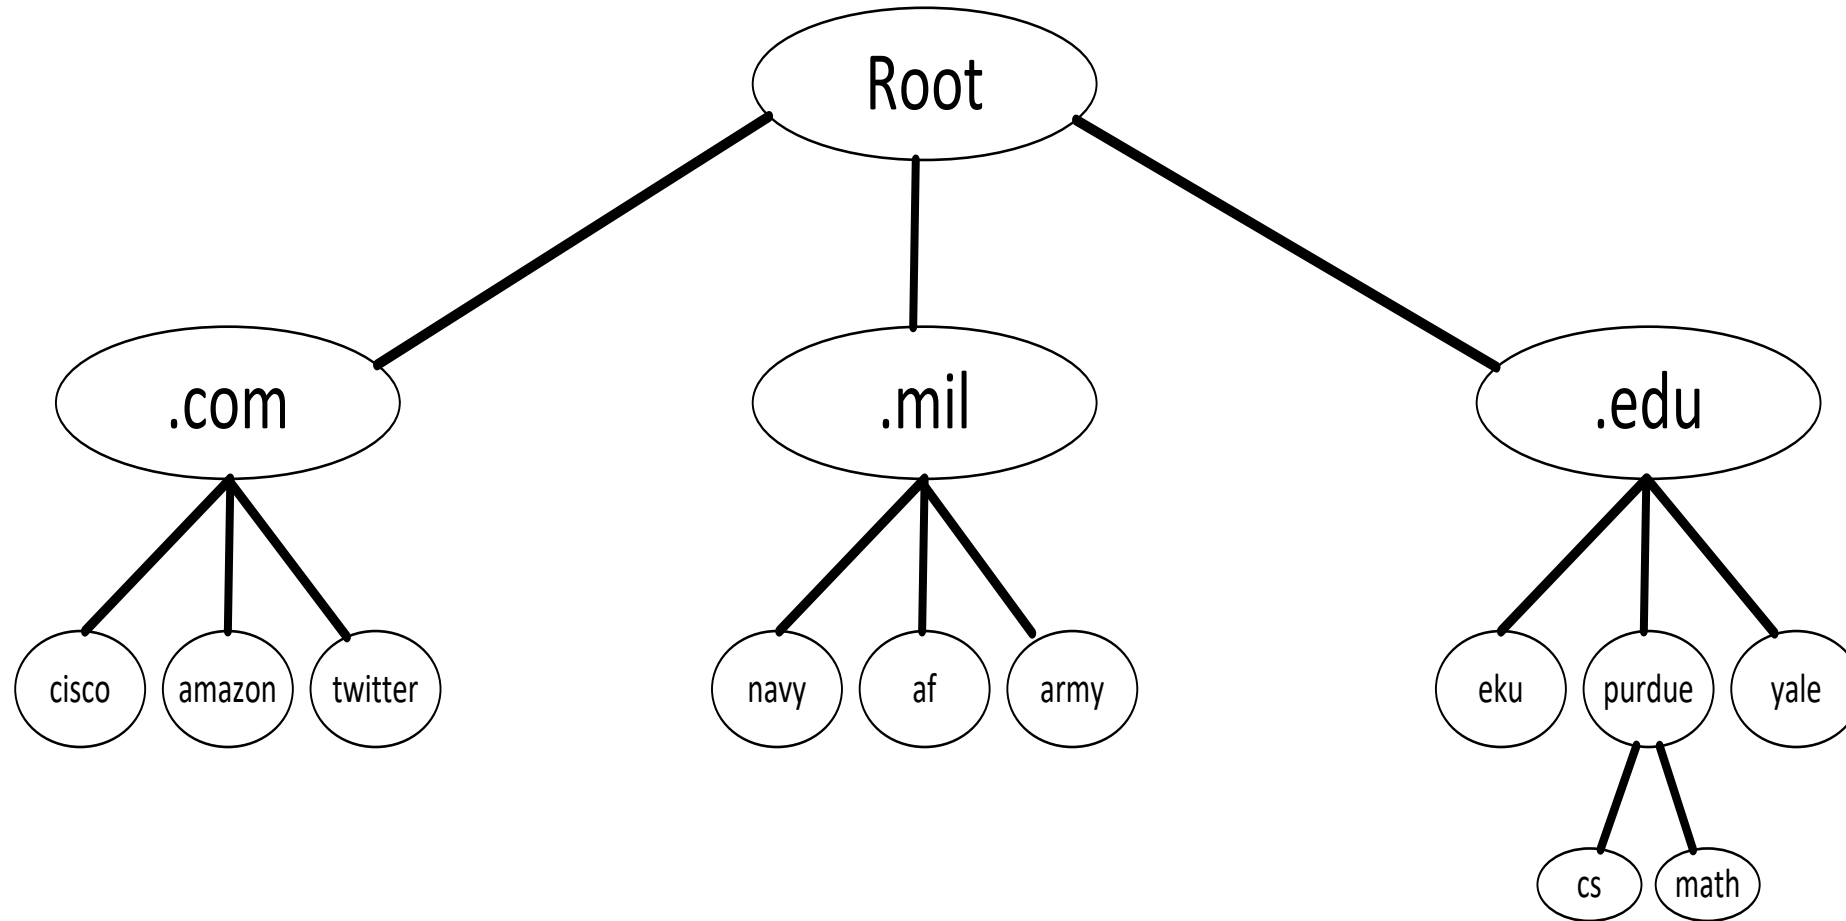 Root
.com
.mil
.edu
cisco
amazon
twitter
navy
af
army
eku
purdue
yale
cs
math